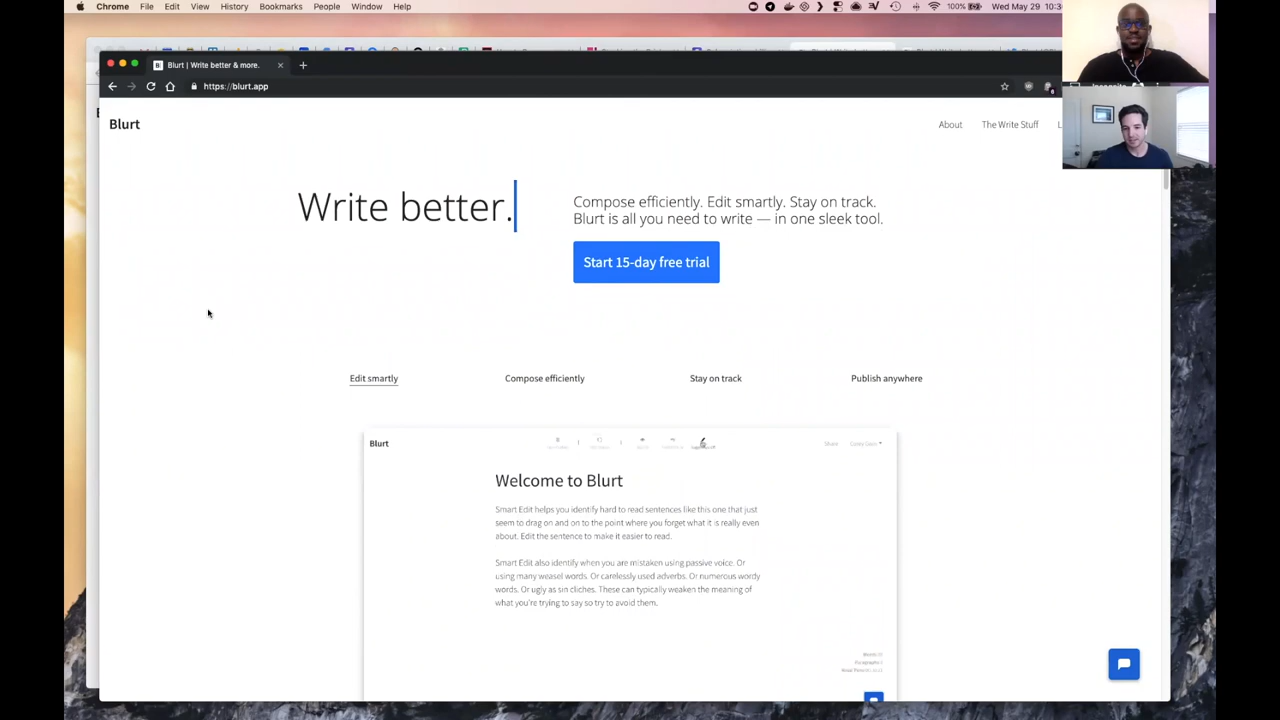 Chrome File Edit View History Bookmarks People Window Help
100% Wed May 29 10:3
Blurt | Write better & more.
https://blurt.app
Blurt
About The Write Stuff
Write better.
Compose efficiently. Edit smartly. Stay on track.
Blurt is all you need to write — in one sleek tool.
Start 15-day free trial
Edit smartly Compose efficiently Stay on track Publish anywhere
Blurt
Share
Welcome to Blurt
Smart Edit helps you identify hard to read sentences like this one that just
seem to drag on and on to the point where you forget what it is really even
about. Edit the sentence to make it easier to read.
Smart Edit also identify when you are mistaken using passive voice. Or
using many weasel words. Or carelessly used adverbs. Or numerous wordy
words. Or ugly as sin cliches. These can typically weaken the meaning of
what you're trying to say so try to avoid them.